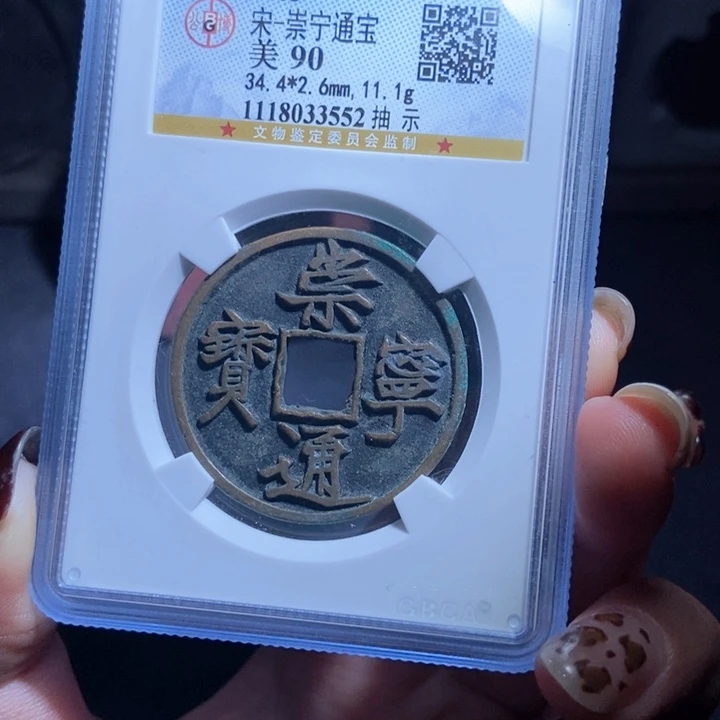 宋-崇宁通宝
美 90
34.4*2.6mm, 11.1g
1118033552 抽 示
★ 文物鉴定委员会监制 ★
崇
寶 寧
通